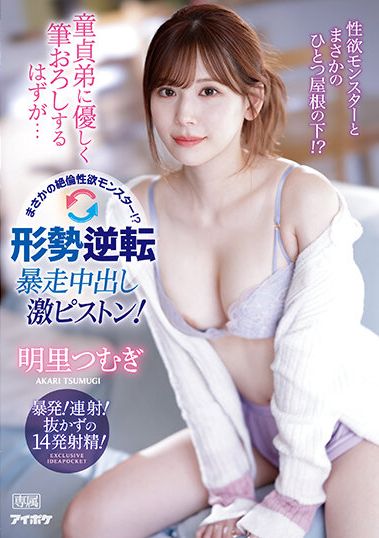 性欲モンスターと
まさかの
ひとつ屋根の下!?
童貞弟に優しく
筆おろしする
はずが…
まさかの絶倫性欲モンスター!?
形勢逆転
暴走中出し
激ピストン!
明里つむぎ
AKARI TSUMUGI
暴発!連射!
抜かずの
14発射精!
EXCLUSIVE
IDEAPOCKET
専属
アイポケ